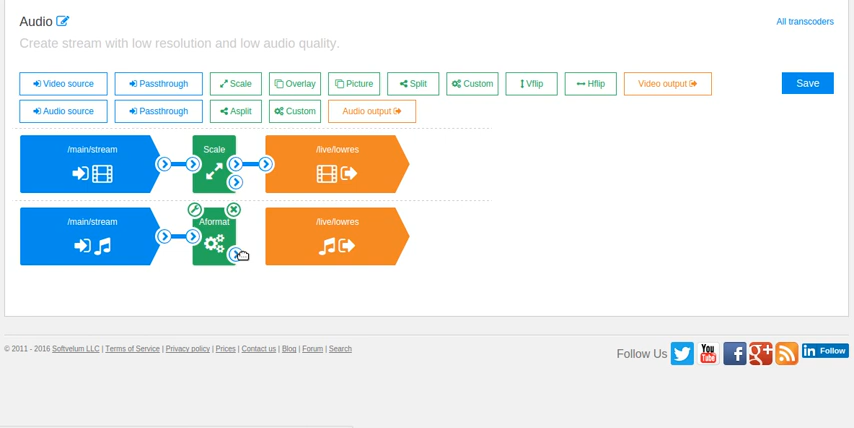 Audio
All transcoders
Create stream with low resolution and low audio quality.
Video source
Passthrough
Scale
Overlay
Picture
Split
Custom
Vflip
Hflip
Video output
Save
Audio source
Passthrough
Asplit
Custom
Audio output
/main/stream
Scale
/live/lowres
/main/stream
Aformat
/live/lowres
© 2011 - 2016 Softvelum LLC | Terms of Service | Privacy policy | Prices | Contact us | Blog | Forum | Search
Follow Us
You
Tube
f
g+
in Follow